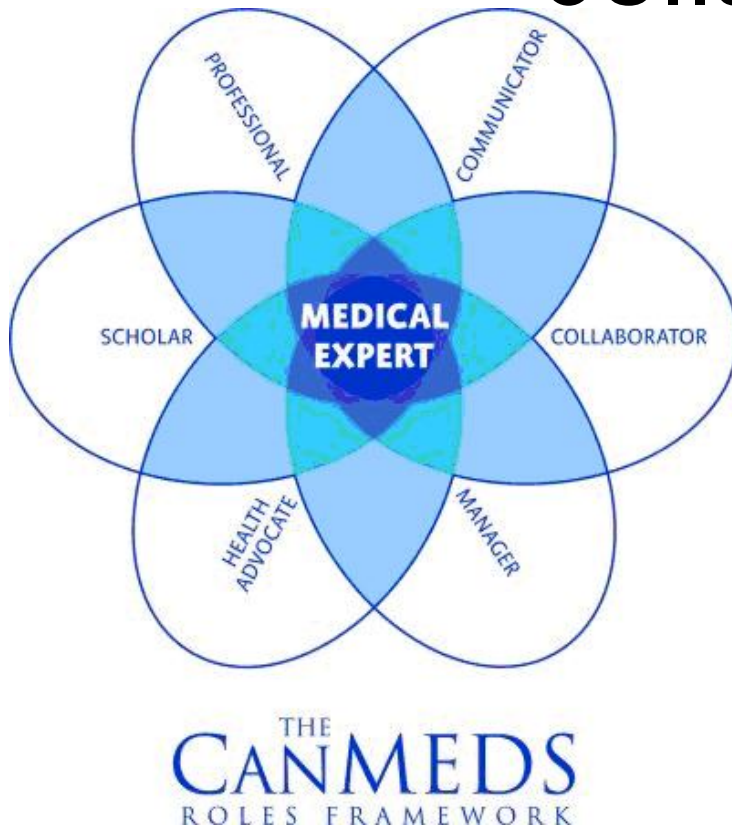 PROFESSIONAL
COMMUNICATOR
SCHOLAR
MEDICAL
EXPERT
COLLABORATOR
HEALTH
ADVOCATE
MANAGER
THE
CANMEDS
ROLES FRAMEWORK